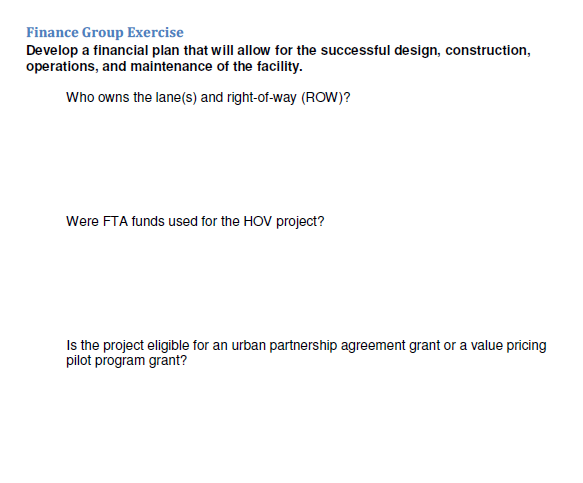 Finance Group Exercise
Develop a financial plan that will allow for the successful design, construction,
operations, and maintenance of the facility.
Who owns the lane(s) and right-of-way (ROW)?
Were FTA funds used for the HOV project?
Is the project eligible for an urban partnership agreement grant or a value pricing
pilot program grant?